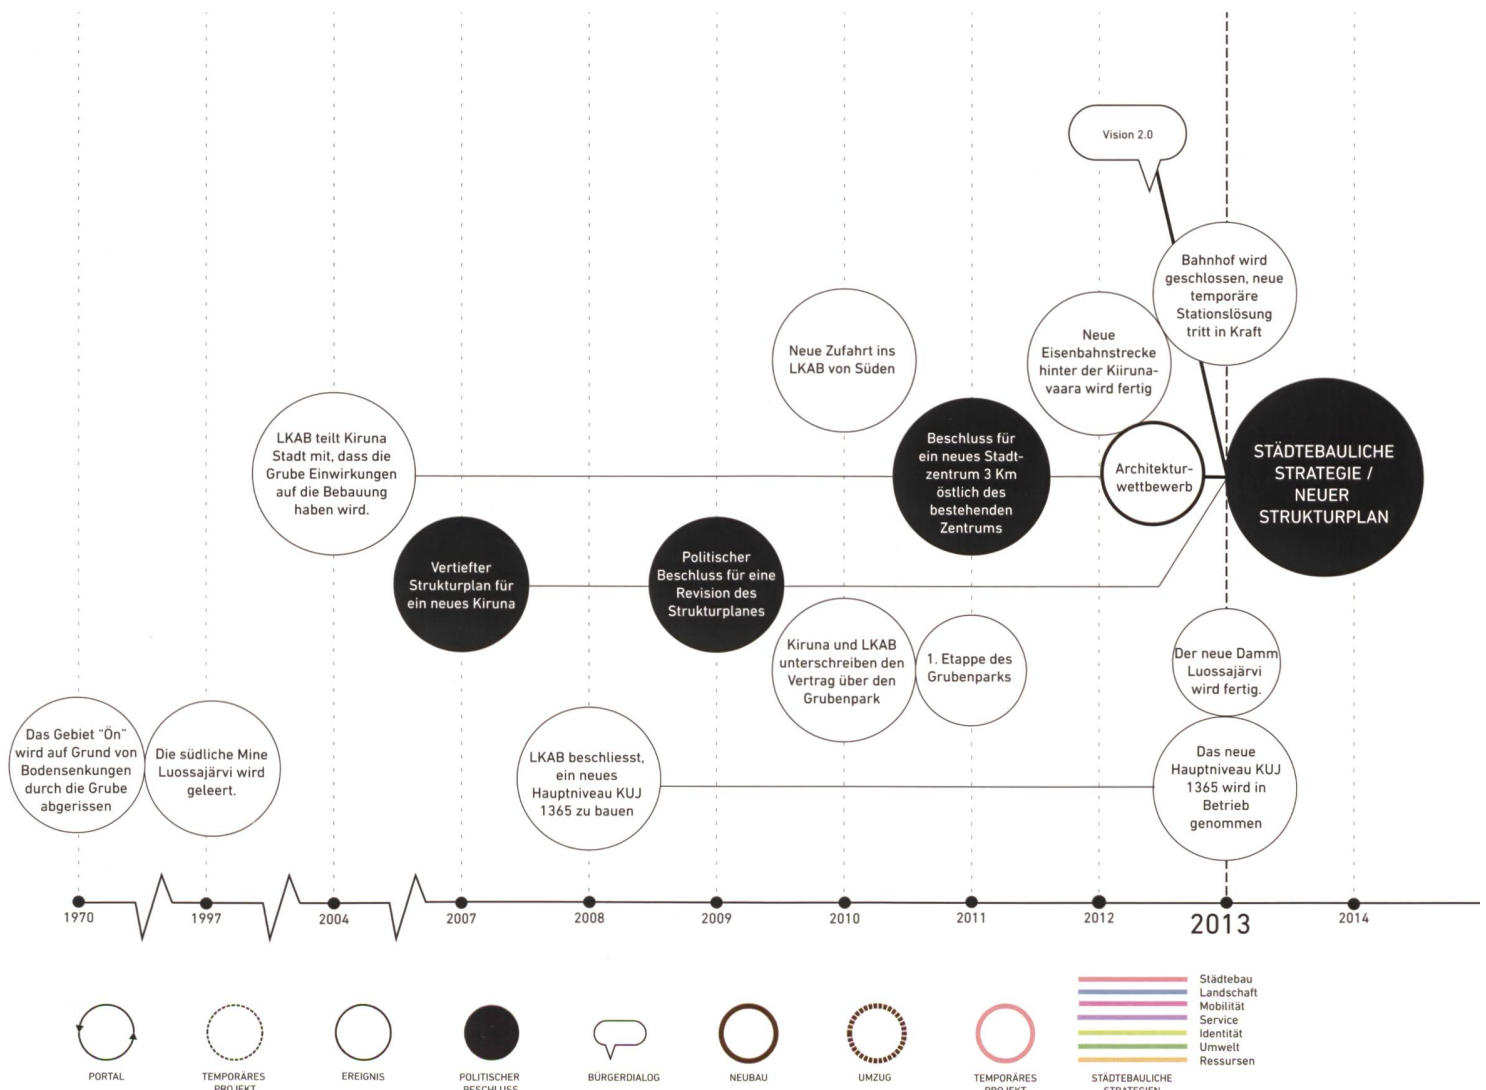 Vision 2.0
Bahnhof wird
geschlossen, neue
temporäre
Stationslösung
tritt in Kraft
Neue Zufahrt ins
LKAB von Süden
Neue
Eisenbahnstrecke
hinter der Kiiruna-
vaara wird fertig
LKAB teilt Kiruna
Stadt mit, dass die
Grube Einwirkungen
auf die Bebauung
haben wird.
Beschluss für
ein neues Stadt-
zentrum 3 Km
östlich des
bestehenden
Zentrums
Architektur-
wettbewerb
STÄDTEBAULICHE
STRATEGIE /
NEUER
STRUKTURPLAN
Vertiefter
Strukturplan für
ein neues Kiruna
Politischer
Beschluss für eine
Revision des
Strukturplanes
Kiruna und LKAB
unterschreiben den
Vertrag über den
Grubenpark
1. Etappe des
Grubenparks
Der neue Damm
Luossajärvi
wird fertig.
Das Gebiet "Ön"
wird auf Grund von
Bodensenkungen
durch die Grube
abgerissen
Die südliche Mine
Luossajärvi wird
geleert.
LKAB beschliesst,
ein neues
Hauptniveau KUJ
1365 zu bauen
Das neue
Hauptniveau KUJ
1365 wird in
Betrieb
genommen
1970
1997
2004
2007
2008
2009
2010
2011
2012
2013
2014
PORTAL
TEMPORÄRES
PROJEKT
EREIGNIS
POLITISCHER
BESCHLUSS
BÜRGERDIALOG
NEUBAU
UMZUG
TEMPORÄRES
PROJEKT
Städtebau
Landschaft
Mobilität
Service
Identität
Umwelt
Ressursen
STÄDTEBAULICHE
STRATEGIEN